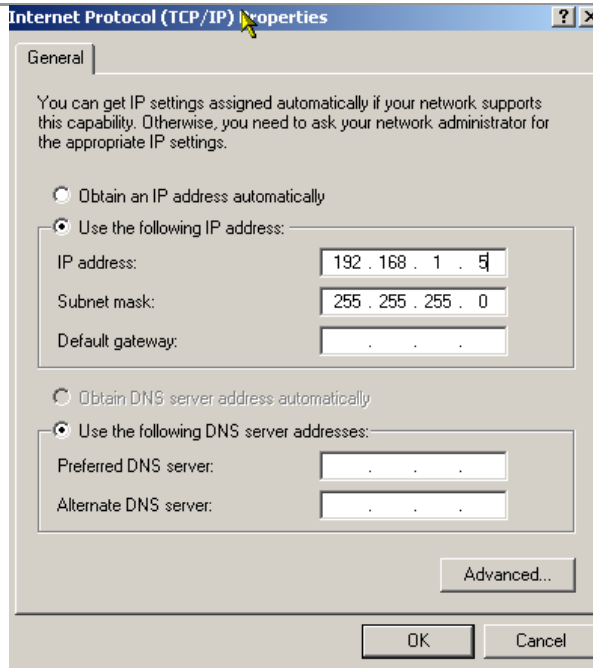 Internet Protocol (TCP/IP) Properties
General
You can get IP settings assigned automatically if your network supports
this capability. Otherwise, you need to ask your network administrator for
the appropriate IP settings.
Obtain an IP address automatically
Use the following IP address:
IP address: 192 . 168 . 1 . 5
Subnet mask: 255 . 255 . 255 . 0
Default gateway: . . .
Obtain DNS server address automatically
Use the following DNS server addresses:
Preferred DNS server: . . .
Alternate DNS server: . . .
Advanced...
OK Cancel